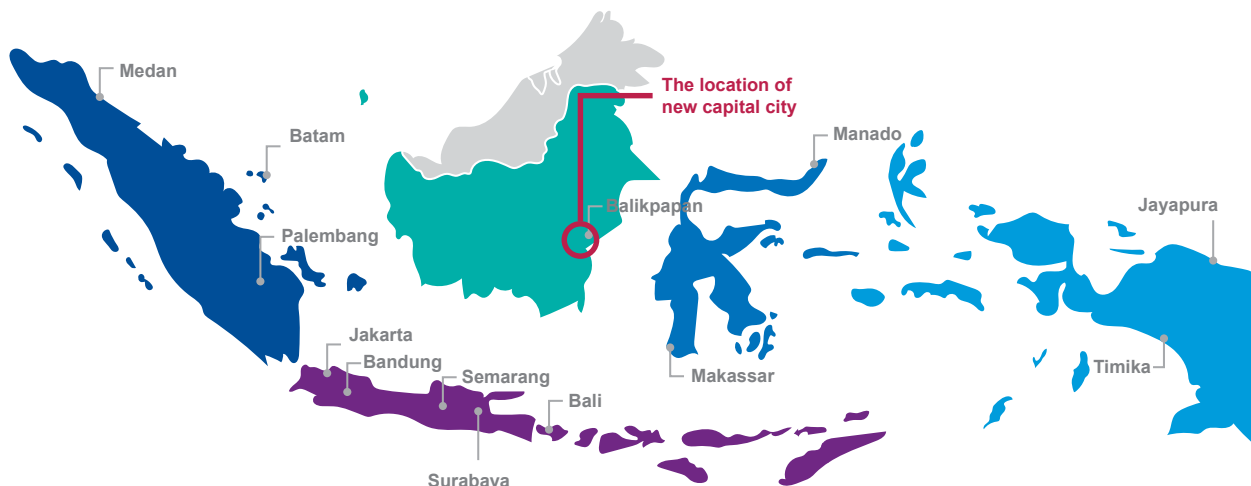 Medan
The location of
new capital city
Batam
Manado
Balikpapan
Jayapura
Palembang
Jakarta
Bandung
Semarang
Timika
Makassar
Bali
Surabaya